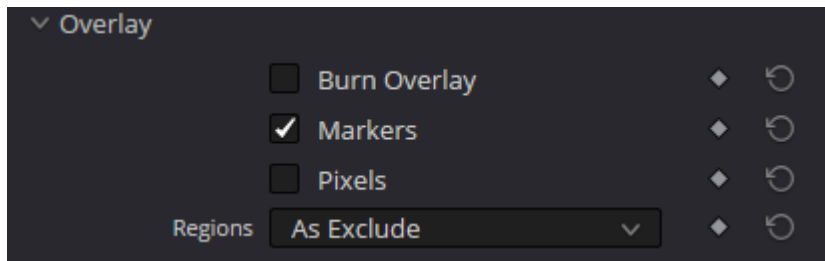 Overlay
Burn Overlay
Markers
Pixels
Regions As Exclude